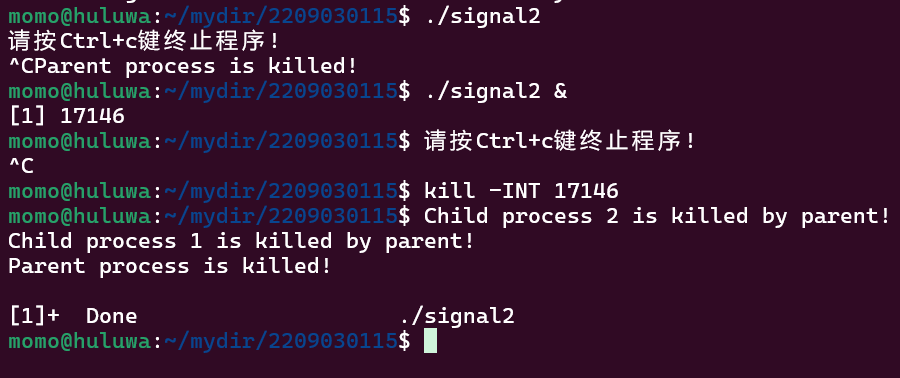 momo@huluwa:~/mydir/2209030115$ ./signal2
请按Ctrl+c键终止程序!
^CParent process is killed!
momo@huluwa:~/mydir/2209030115$ ./signal2 &
[1] 17146
momo@huluwa:~/mydir/2209030115$ 请按Ctrl+c键终止程序!
^C
momo@huluwa:~/mydir/2209030115$ kill -INT 17146
momo@huluwa:~/mydir/2209030115$ Child process 2 is killed by parent!
Child process 1 is killed by parent!
Parent process is killed!
[1]+  Done                    ./signal2
momo@huluwa:~/mydir/2209030115$